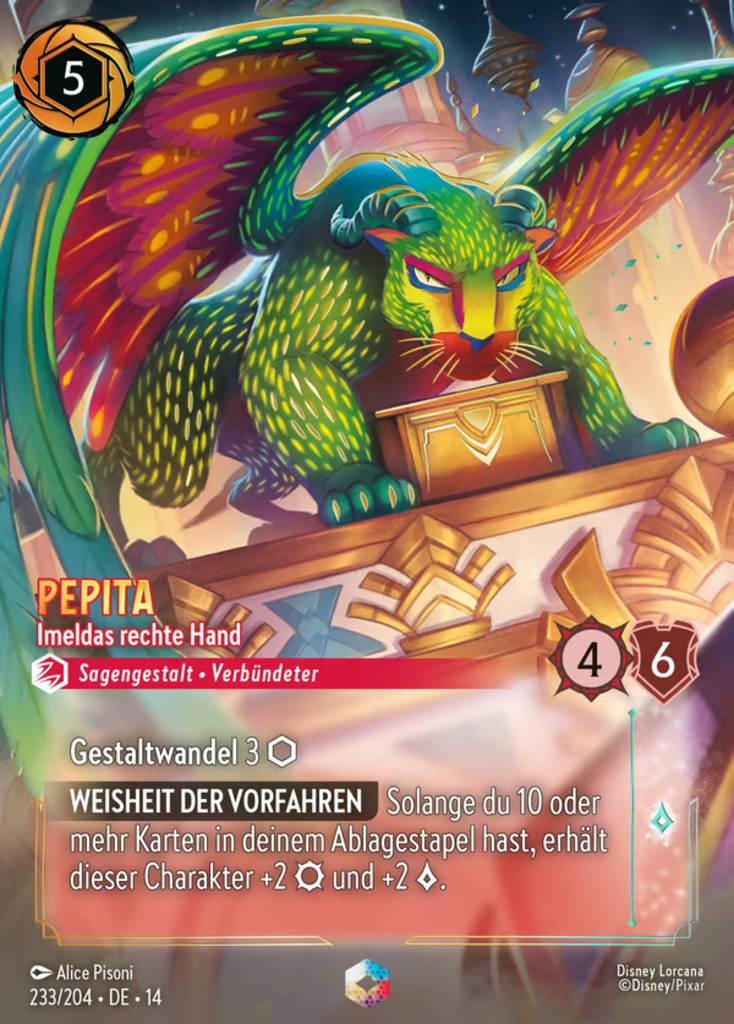 5
PEPITA
Imeldas rechte Hand
Sagengestalt • Verbündeter
4
6
Gestaltwandel 3
WEISHEIT DER VORFAHREN Solange du 10 oder
mehr Karten in deinem Ablagestapel hast, erhält
dieser Charakter +2 und +2 .
Alice Pisoni
233/204 • DE • 14
Disney Lorcana
©Disney/Pixar